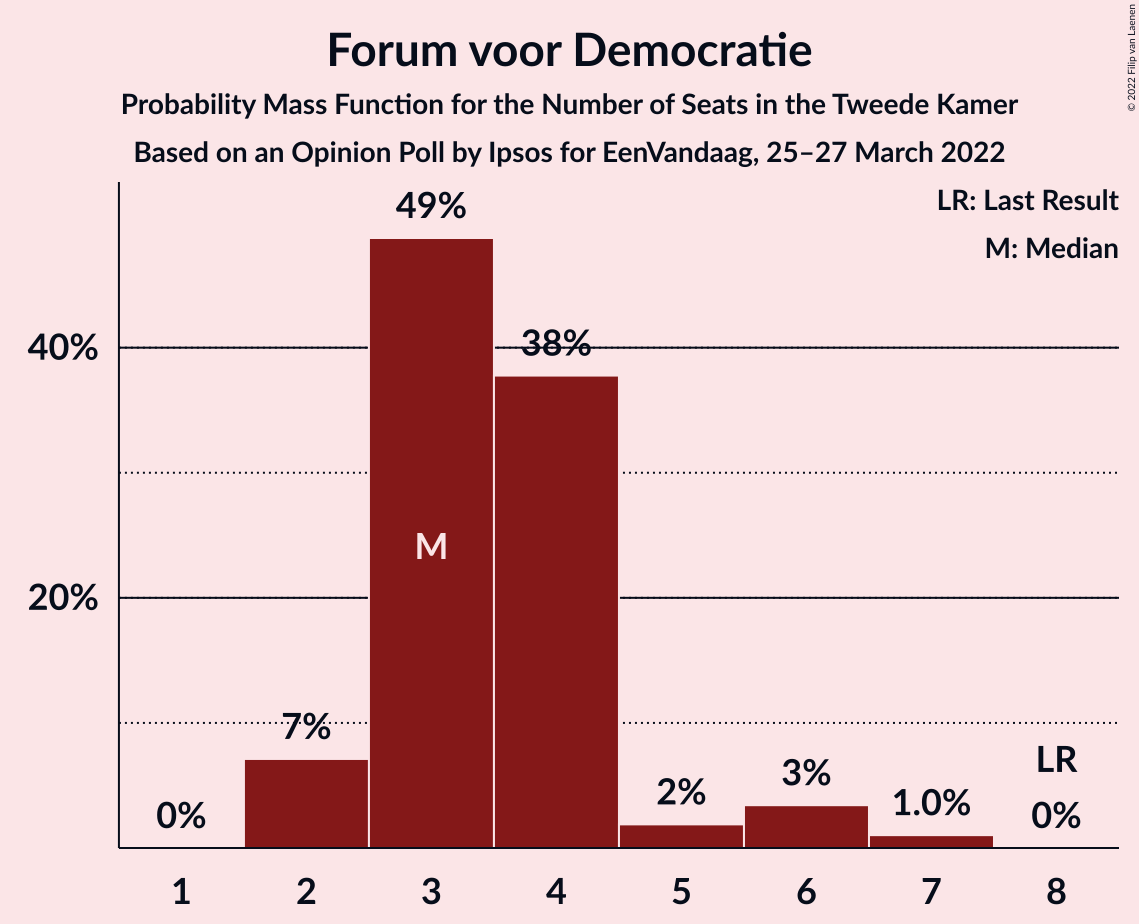 Forum voor Democratie
Probability Mass Function for the Number of Seats in the Tweede Kamer
Based on an Opinion Poll by Ipsos for EenVandaag, 25–27 March 2022
© 2022 Filip van Laenen
LR: Last Result
M: Median
49%
40%
38%
M
20%
7%
LR
3%
2%
1.0%
0%
0%
1 2 3 4 5 6 7 8